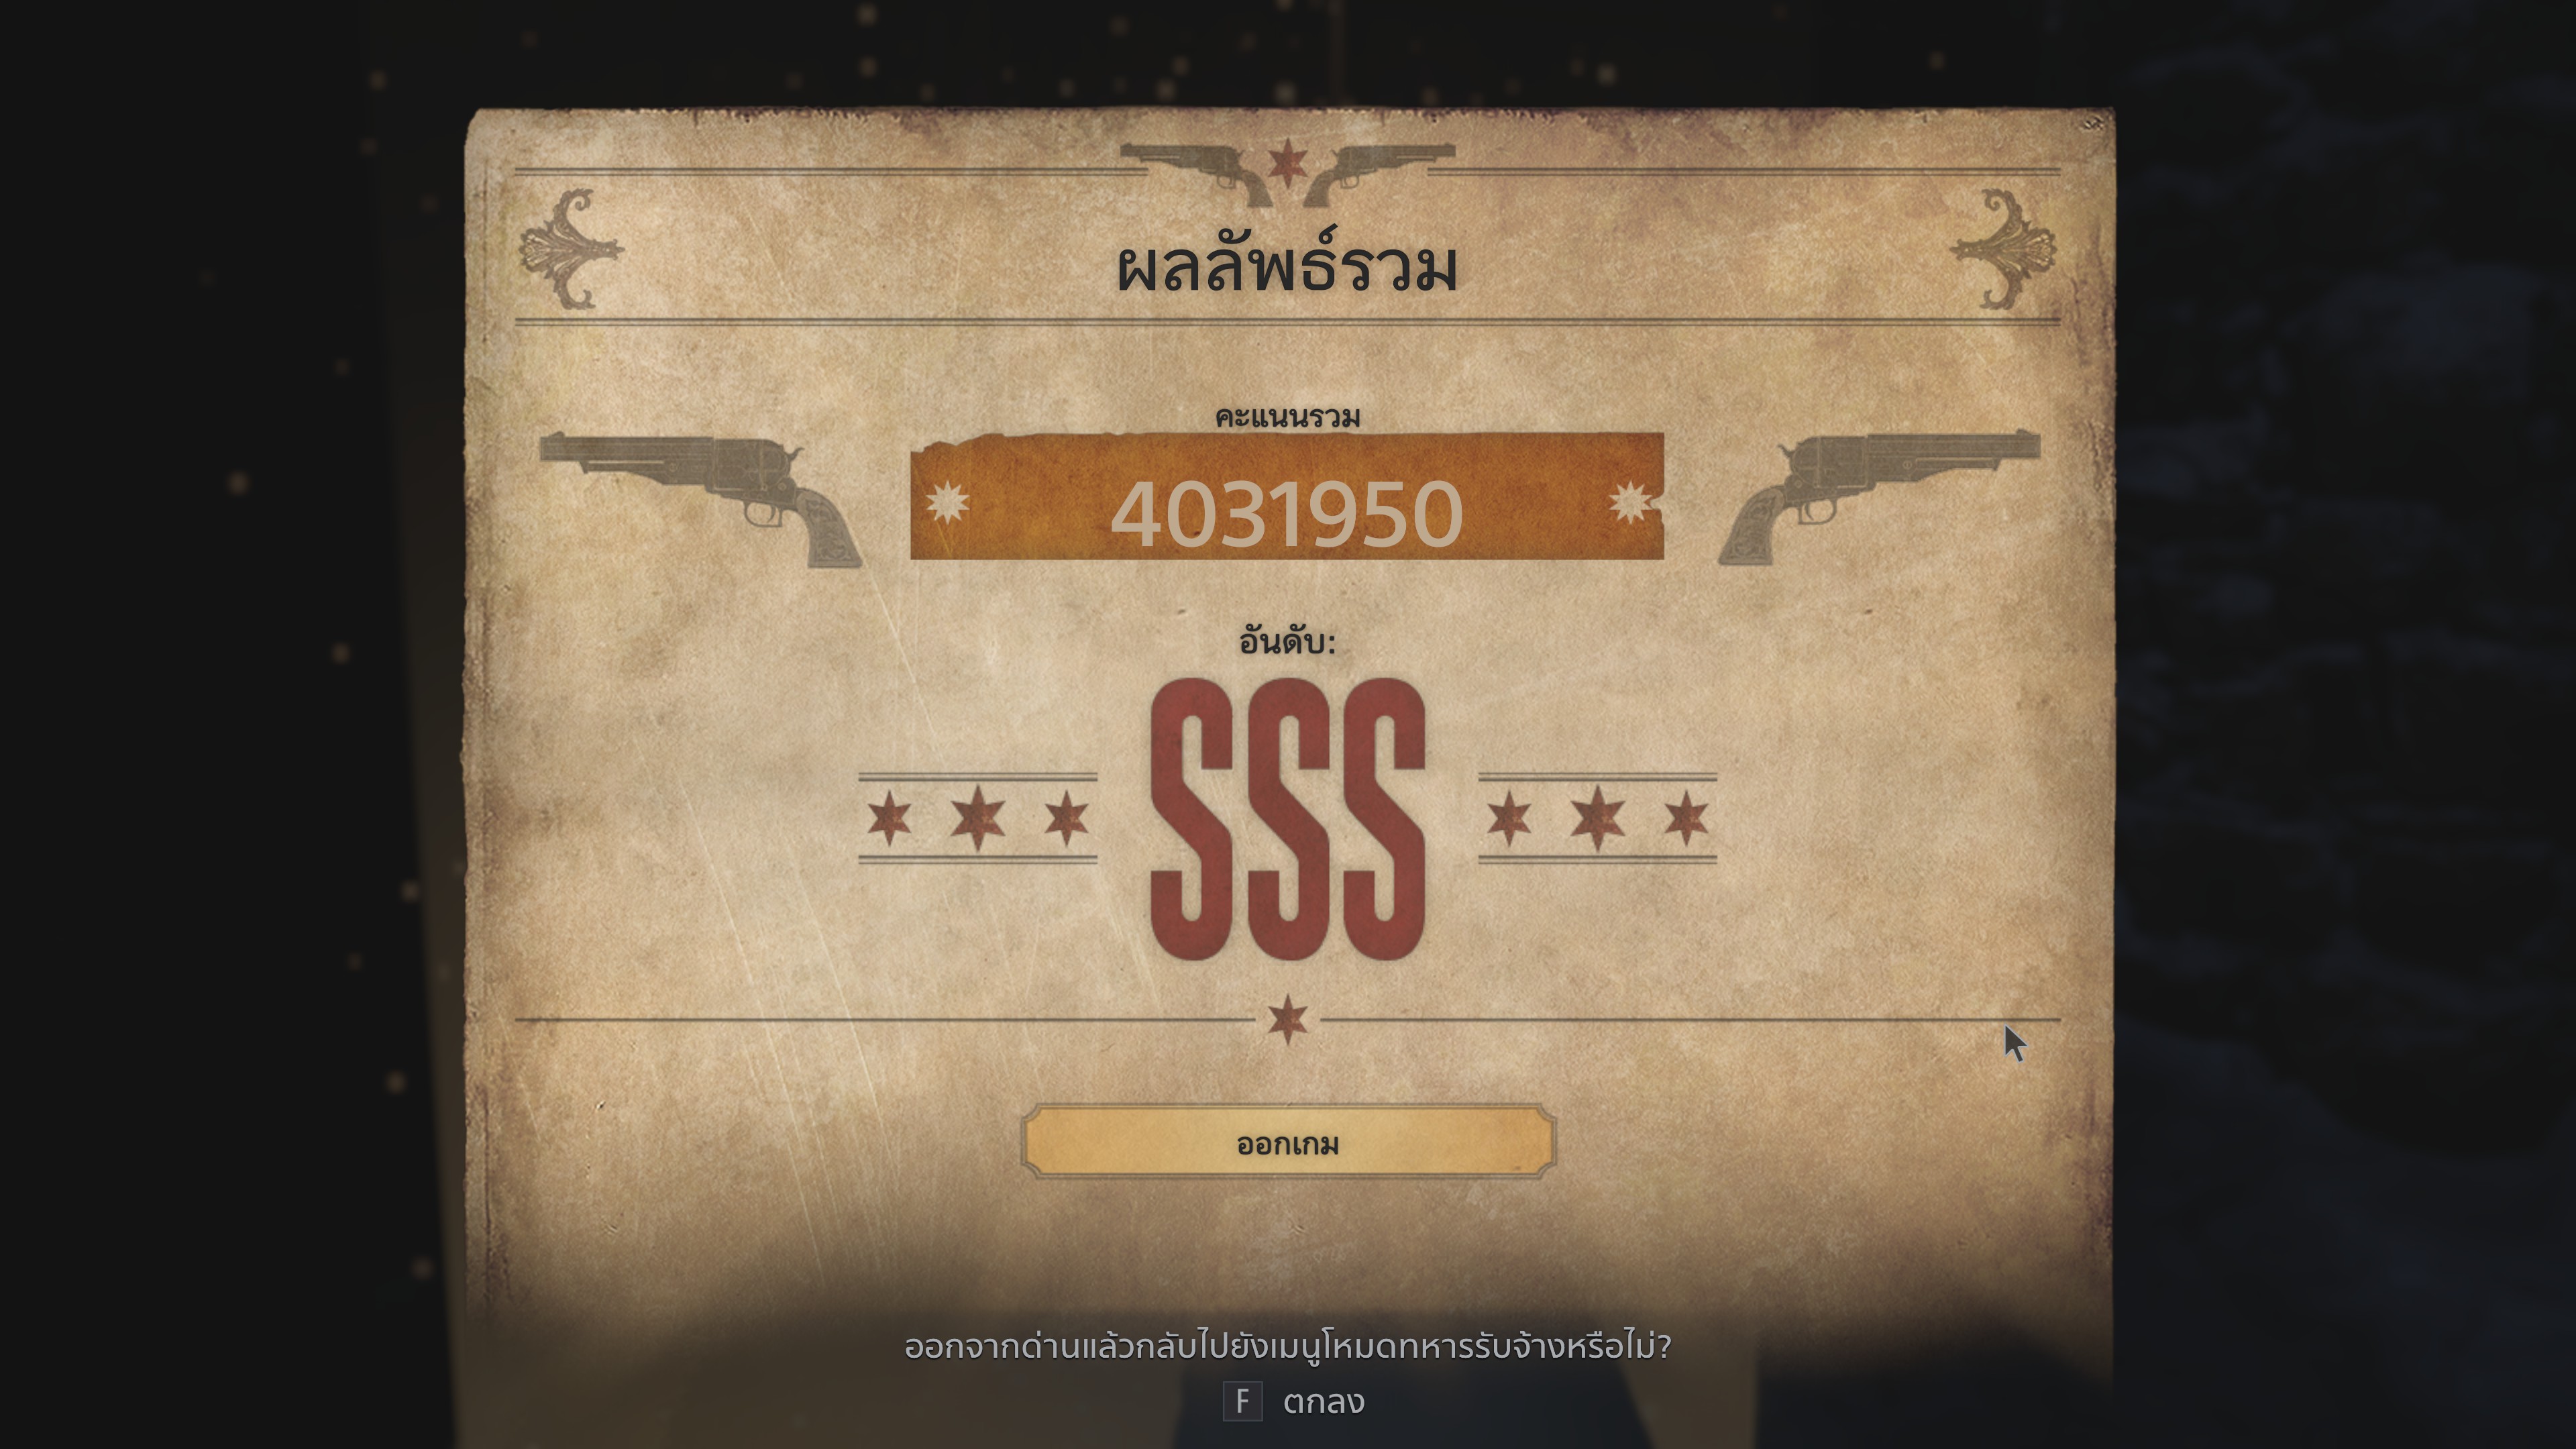 ผลลัพธ์รวม
คะแนนรวม
4031950
อันดับ:
SSS
ออกเกม
ออกจากด่านแล้วกลับไปยังเมนูโหมดทหารรับจ้างหรือไม่?
F ตกลง